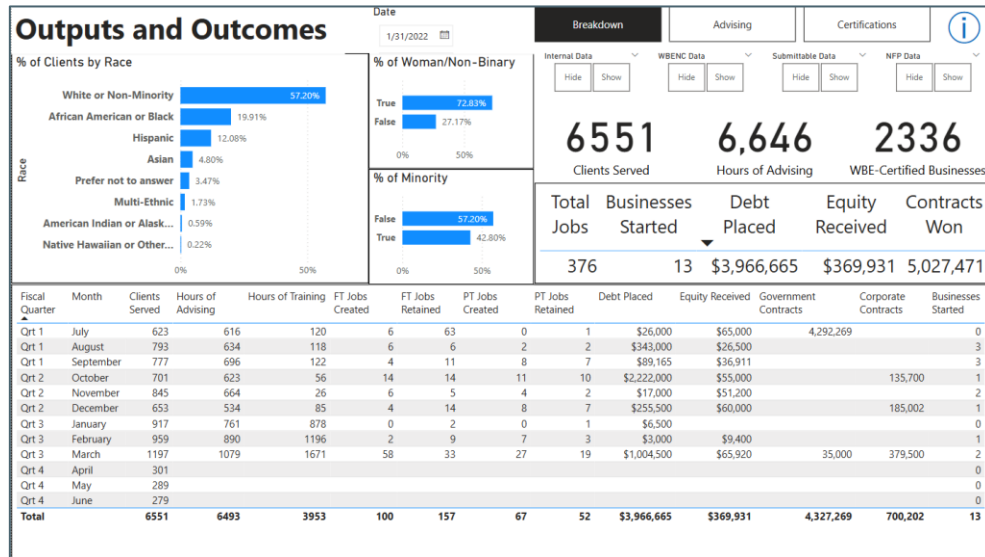 Outputs and Outcomes
Date
1/31/2022
Breakdown
Advising
Certifications
i
% of Clients by Race
Race
White or Non-Minority 57.20%
African American or Black 19.91%
Hispanic 12.08%
Asian 4.80%
Prefer not to answer 3.47%
Multi-Ethnic 1.73%
American Indian or Alask... 0.59%
Native Hawaiian or Other... 0.22%
0% 50%
% of Woman/Non-Binary
True 72.83%
False 27.17%
0% 50%
% of Minority
False 57.20%
True 42.80%
0% 50%
Internal Data
Hide Show
WBENC Data
Hide Show
Submittable Data
Hide Show
NFP Data
Hide Show
6551
Clients Served
6,646
Hours of Advising
2336
WBE-Certified Businesses
Total Jobs Businesses Started Debt Placed Equity Received Contracts Won
376 13 $3,966,665 $369,931 5,027,471
Fiscal Quarter Month Clients Served Hours of Advising Hours of Training FT Jobs Created FT Jobs Retained PT Jobs Created PT Jobs Retained Debt Placed Equity Received Government Contracts Corporate Contracts Businesses Started
Qrt 1 July 623 616 120 6 63 0 1 $26,000 $65,000 4,292,269 0
Qrt 1 August 793 634 118 6 6 2 2 $343,000 $26,500 3
Qrt 1 September 777 696 122 4 11 8 7 $89,165 $36,911 3
Qrt 2 October 701 623 56 14 14 11 10 $2,222,000 $55,000 135,700 1
Qrt 2 November 845 664 26 6 5 4 2 $17,000 $51,200 2
Qrt 2 December 653 534 85 4 14 8 7 $255,500 $60,000 185,002 1
Qrt 3 January 917 761 878 0 2 0 1 $6,500 0
Qrt 3 February 959 890 1196 2 9 7 3 $3,000 $9,400 1
Qrt 3 March 1197 1079 1671 58 33 27 19 $1,004,500 $65,920 35,000 379,500 2
Qrt 4 April 301 0
Qrt 4 May 289 0
Qrt 4 June 279 0
Total 6551 6493 3953 100 157 67 52 $3,966,665 $369,931 4,327,269 700,202 13